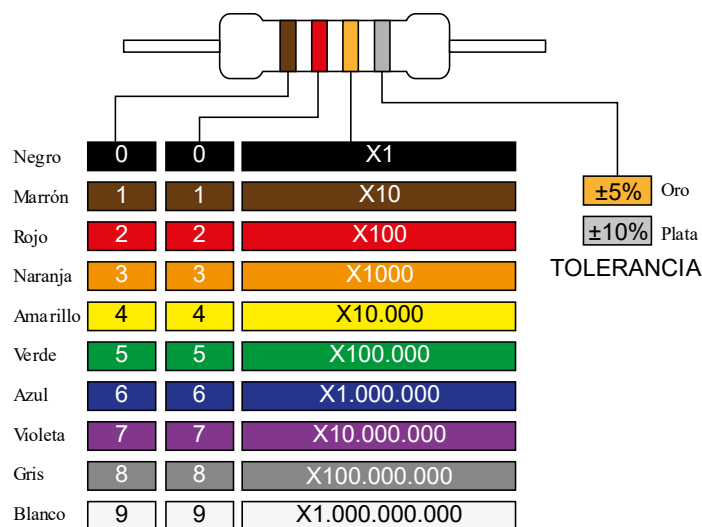 Negro 0 0 X1
Marrón 1 1 X10
Rojo 2 2 X100
Naranja 3 3 X1000
Amarillo 4 4 X10.000
Verde 5 5 X100.000
Azul 6 6 X1.000.000
Violeta 7 7 X10.000.000
Gris 8 8 X100.000.000
Blanco 9 9 X1.000.000.000
±5% Oro
±10% Plata
TOLERANCIA